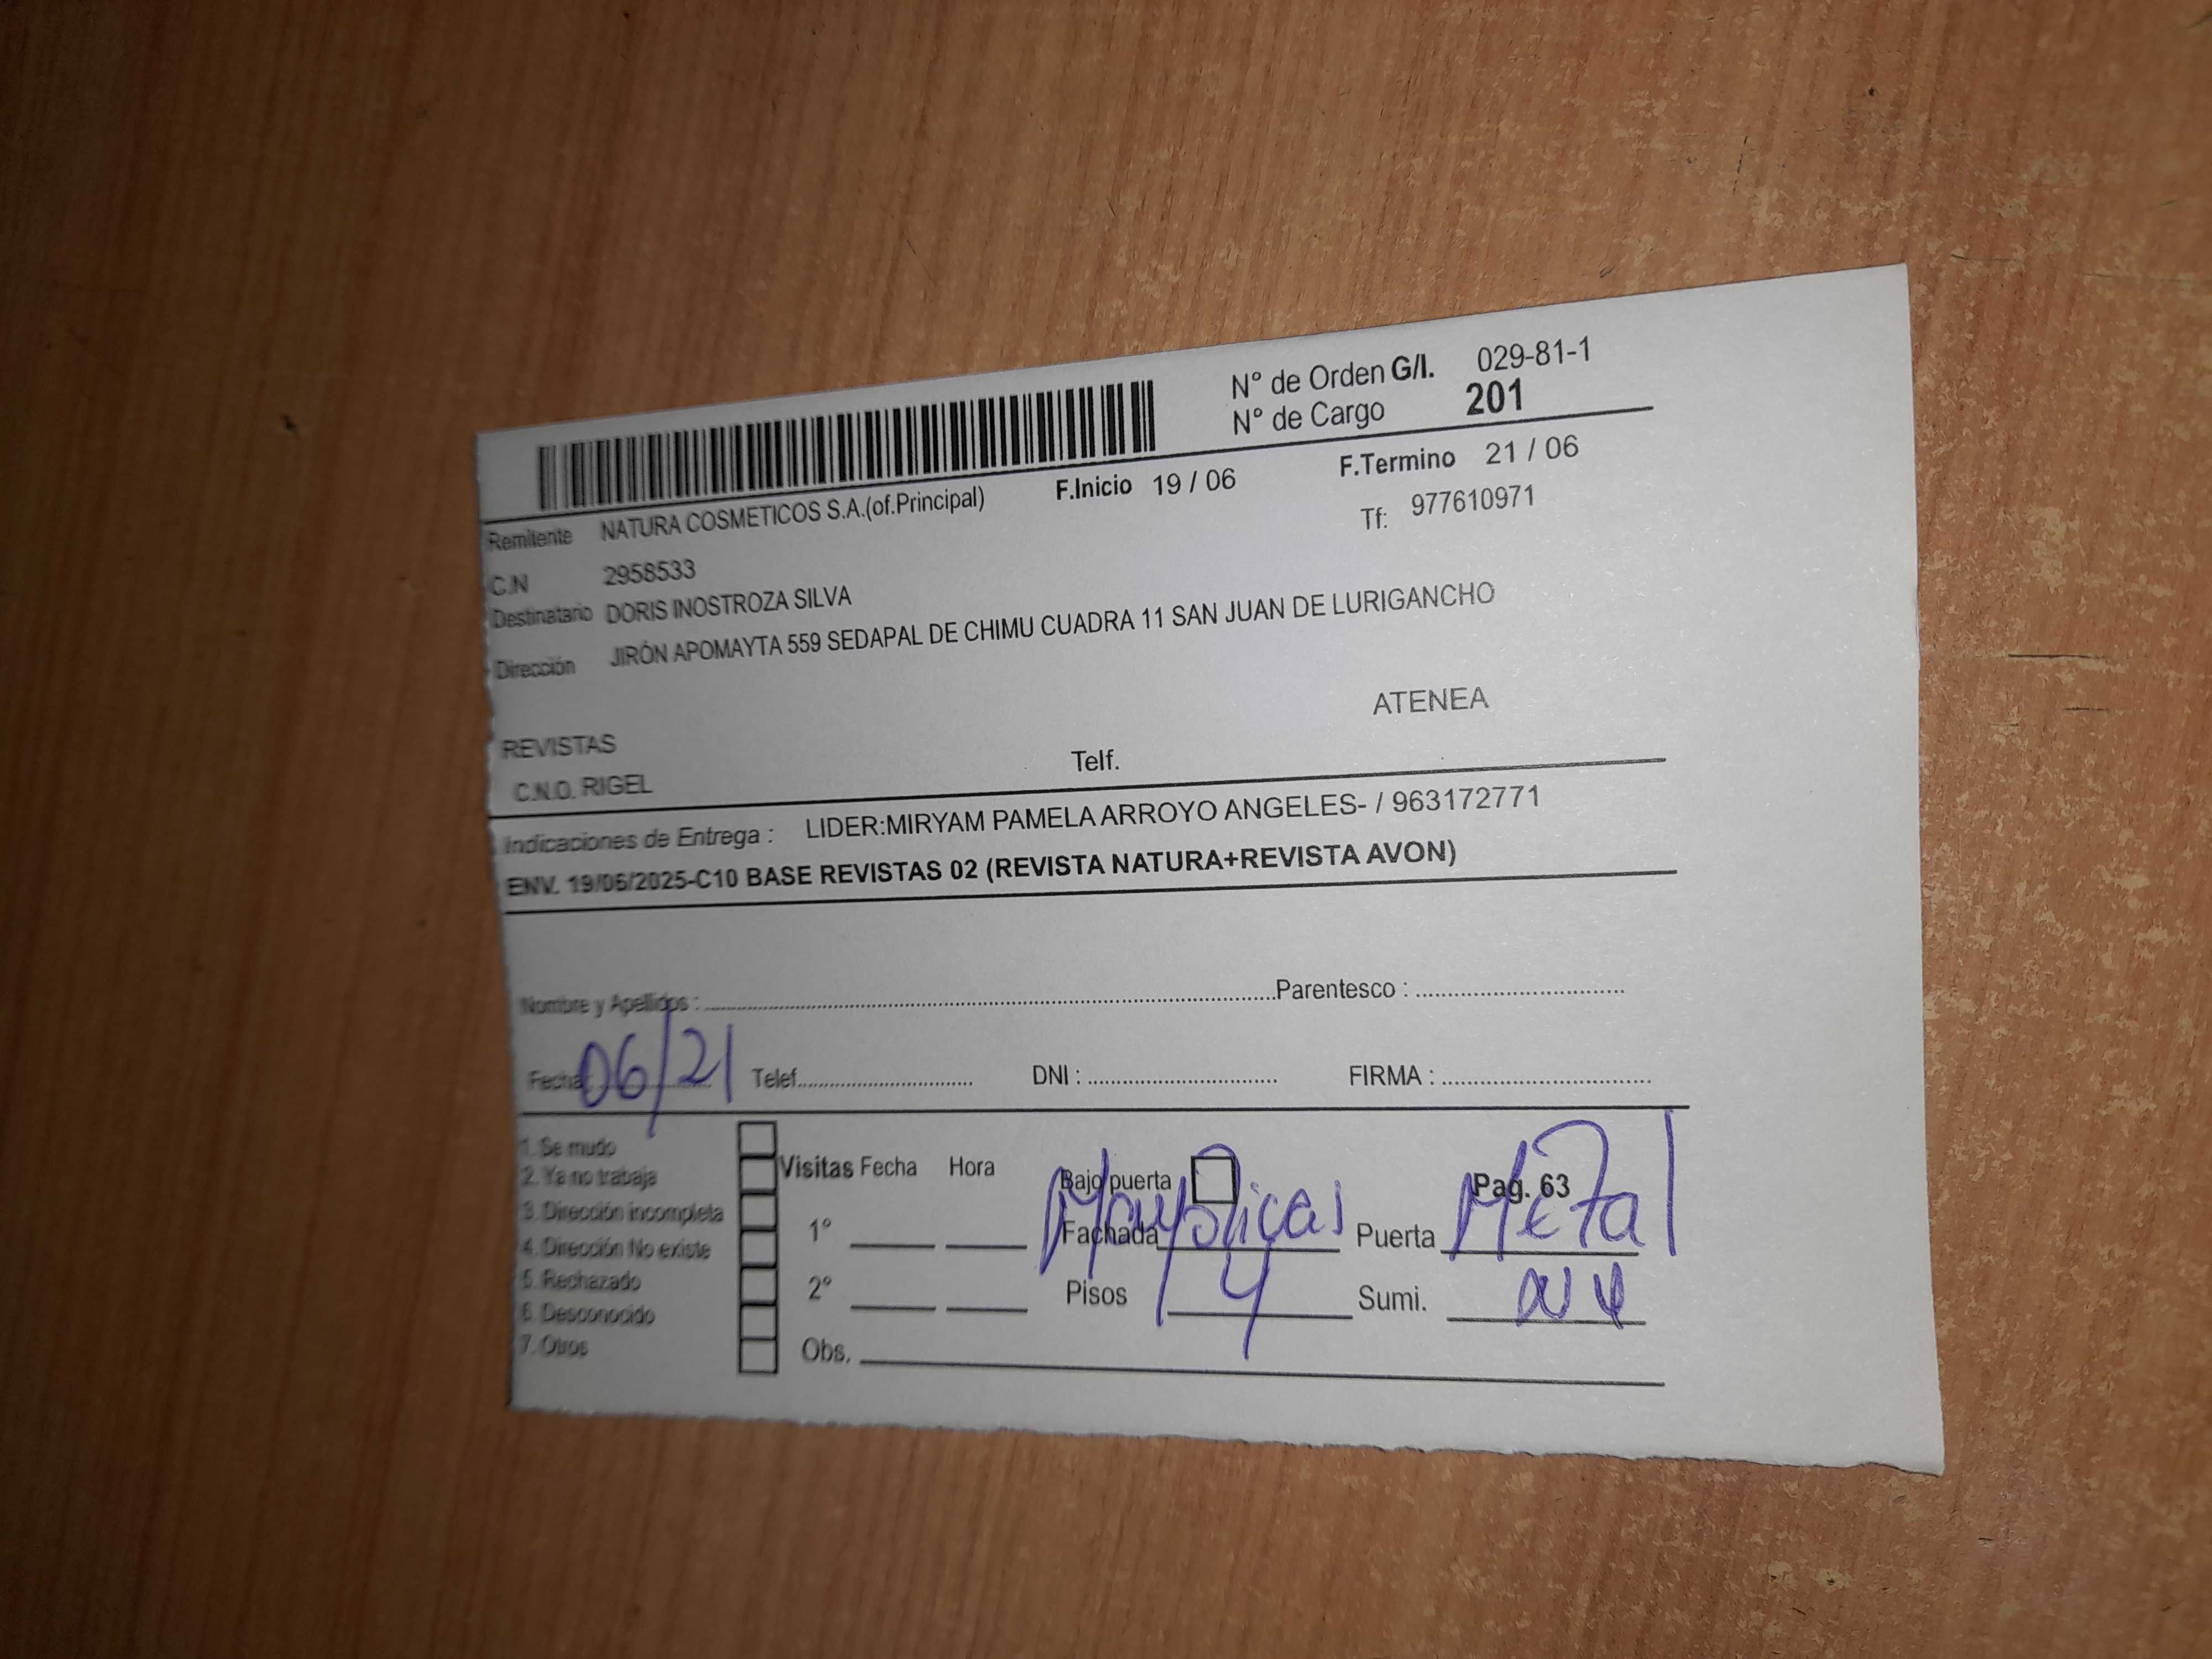 N° de Orden G/I. 029-81-1
N° de Cargo 201
F.Inicio 19 / 06 F.Termino 21 / 06
Remitente NATURA COSMETICOS S.A.(of.Principal) Tf: 977610971
C.N 2958533
Destinatario DORIS INOSTROZA SILVA
Dirección JIRÓN APOMAYTA 559 SEDAPAL DE CHIMU CUADRA 11 SAN JUAN DE LURIGANCHO
ATENEA
REVISTAS
C.N.O. RIGEL Telf.
Indicaciones de Entrega : LIDER:MIRYAM PAMELA ARROYO ANGELES- / 963172771
ENV. 19/06/2025-C10 BASE REVISTAS 02 (REVISTA NATURA+REVISTA AVON)
Nombre y Apellidos : Parentesco :
Fecha 06/21 Telef. DNI : FIRMA :
1. Se mudo
2. Ya no trabaja
3. Dirección incompleta
4. Dirección No existe
5. Rechazado
6. Desconocido
7. Otros
Visitas Fecha Hora
1°
2°
Obs.
Bajo puerta Pag. 63
Fachada Puerta Metal
Pisos 4 Sumi.